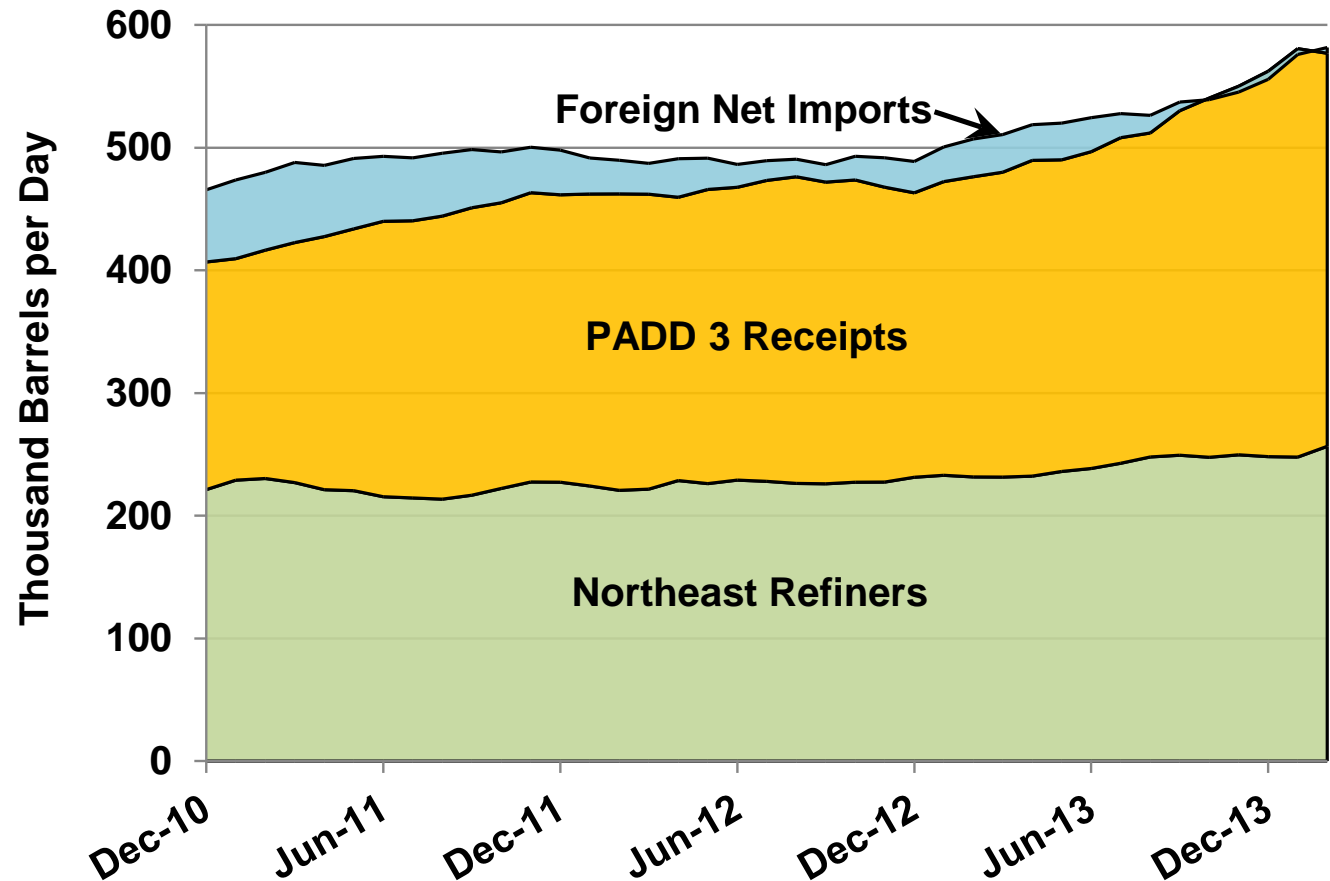 Thousand Barrels per Day
600
500
400
300
200
100
0
Foreign Net Imports
PADD 3 Receipts
Northeast Refiners
Dec-10
Jun-11
Dec-11
Jun-12
Dec-12
Jun-13
Dec-13